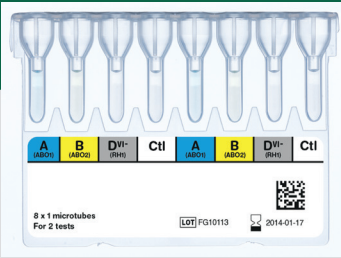 A B DVI- Ctl A B DVI- Ctl
(ABO1) (ABO2) (RH1) (ABO1) (ABO2) (RH1)
8 x 1 microtubes
For 2 tests
LOT FG10113 2014-01-17